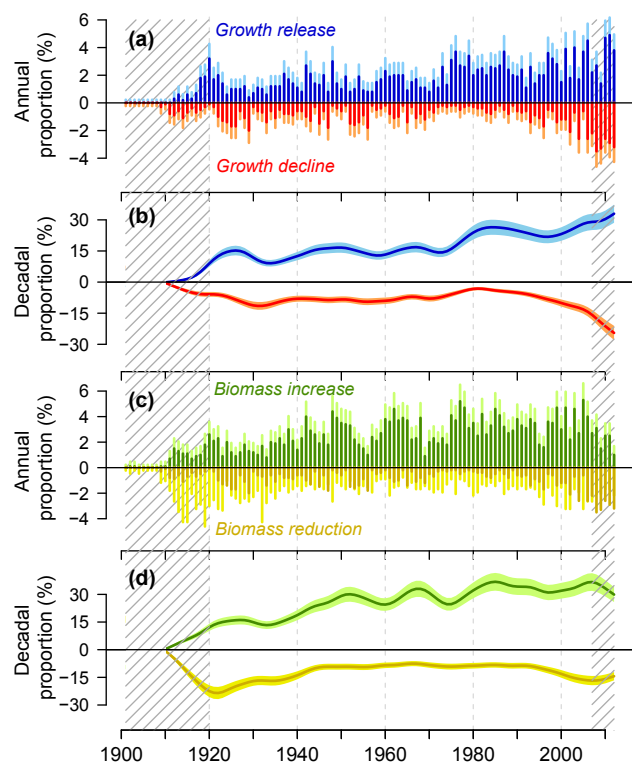 (a)
Growth release
Growth decline
Annual
proportion (%)
6
4
2
0
−2
−4
(b)
Decadal
proportion (%)
30
15
0
−15
−30
(c)
Biomass increase
Biomass reduction
Annual
proportion (%)
6
4
2
0
−2
−4
(d)
Decadal
proportion (%)
30
15
0
−15
−30
1900 1920 1940 1960 1980 2000